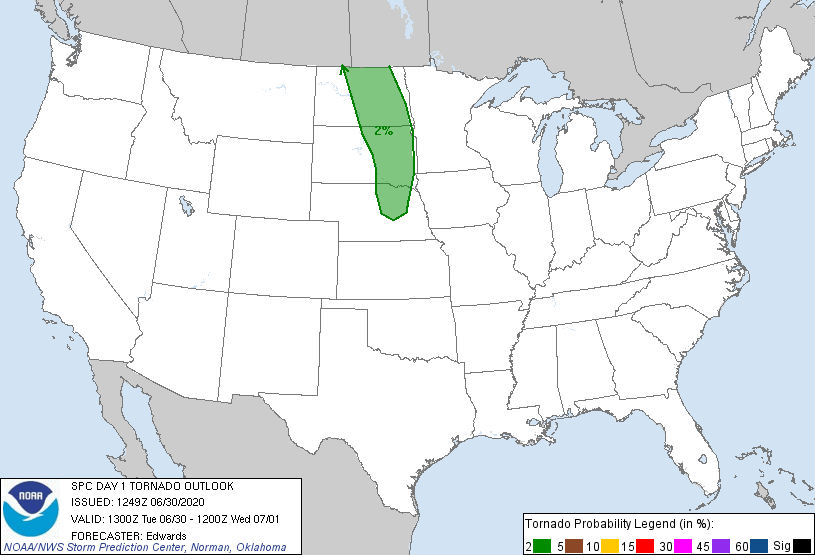 2%
NOAA
SPC DAY 1 TORNADO OUTLOOK
ISSUED: 1249Z 06/30/2020
VALID: 1300Z Tue 06/30 - 1200Z Wed 07/01
FORECASTER: Edwards
NOAA/NWS Storm Prediction Center, Norman, Oklahoma
Tornado Probability Legend (in %):
2 5 10 15 30 45 60 Sig